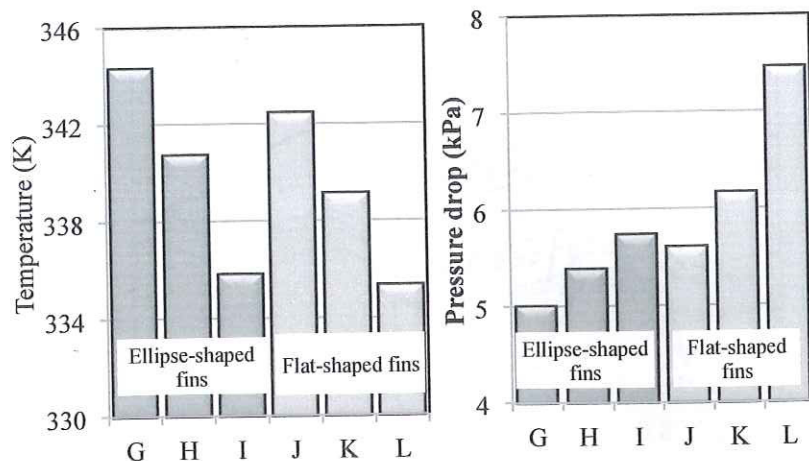 346
342
338
334
330
Temperature (K)
Ellipse-shaped
fins
Flat-shaped fins
G H I J K L
8
7
6
5
4
Pressure drop (kPa)
Ellipse-shaped
fins
Flat-shaped
fins
G H I J K L